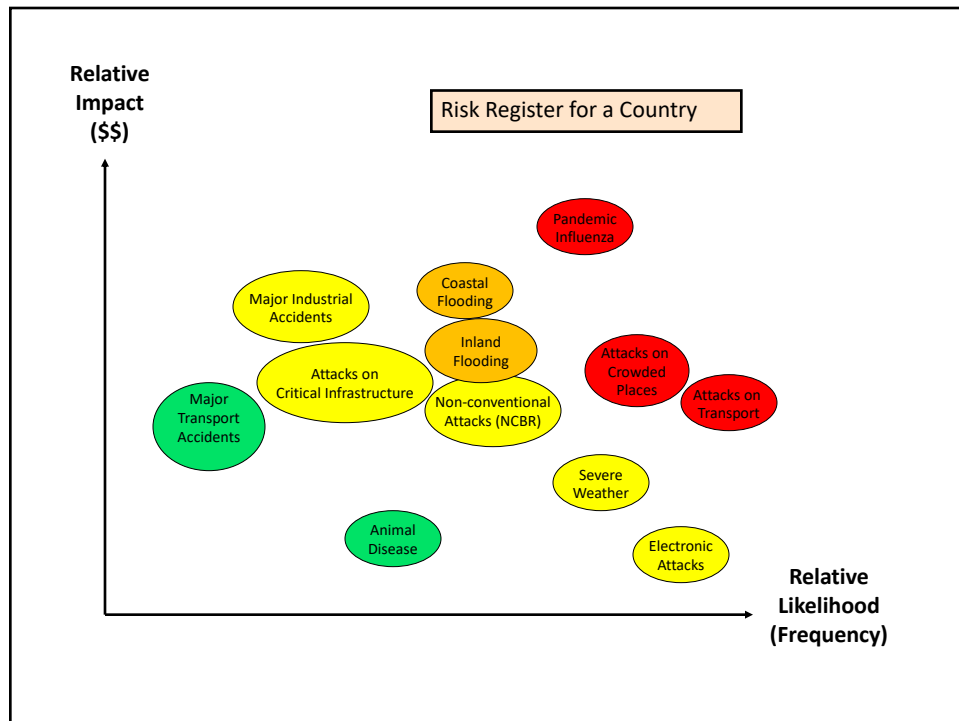 Relative
Impact
($$)
Risk Register for a Country
Pandemic
Influenza
Coastal
Flooding
Major Industrial
Accidents
Inland
Flooding
Attacks on
Crowded
Places
Attacks on
Critical Infrastructure
Major
Transport
Accidents
Non-conventional
Attacks (NCBR)
Attacks on
Transport
Severe
Weather
Animal
Disease
Electronic
Attacks
Relative
Likelihood
(Frequency)